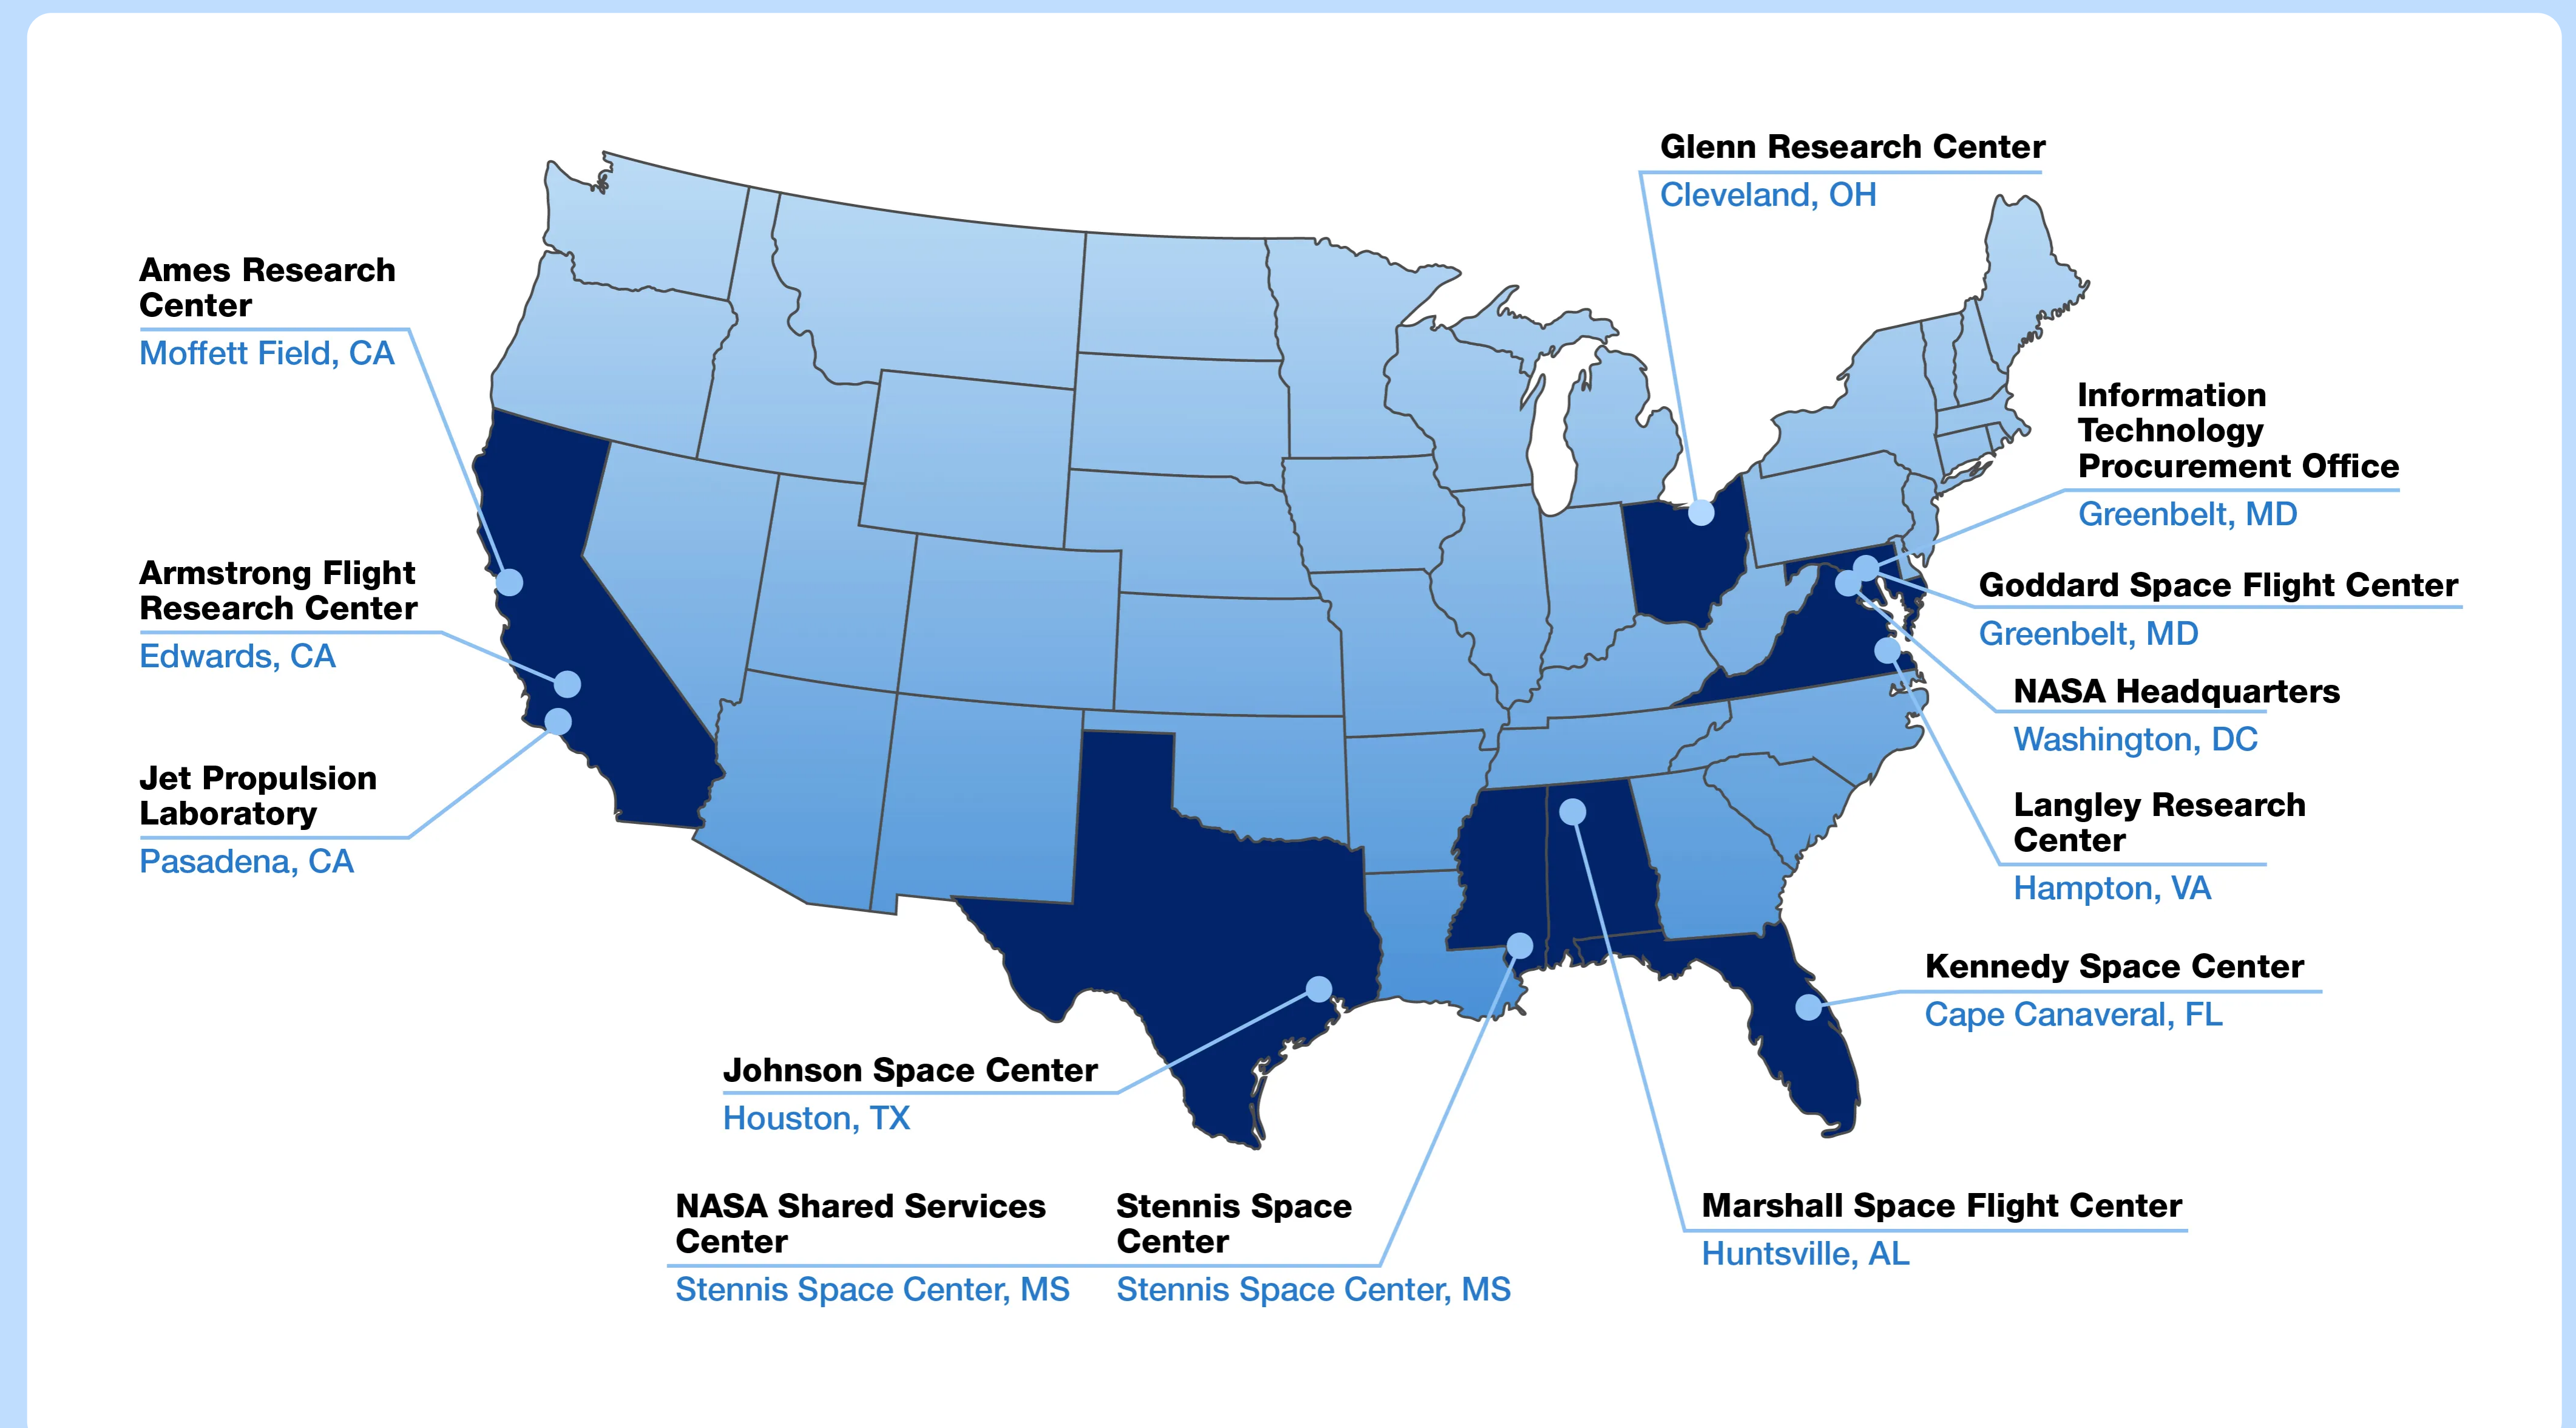 Glenn Research Center
Cleveland, OH
Ames Research
Center
Moffett Field, CA
Information
Technology
Procurement Office
Greenbelt, MD
Armstrong Flight
Research Center
Edwards, CA
Goddard Space Flight Center
Greenbelt, MD
NASA Headquarters
Washington, DC
Jet Propulsion
Laboratory
Pasadena, CA
Langley Research
Center
Hampton, VA
Kennedy Space Center
Cape Canaveral, FL
Johnson Space Center
Houston, TX
NASA Shared Services
Center
Stennis Space Center, MS
Stennis Space
Center
Stennis Space Center, MS
Marshall Space Flight Center
Huntsville, AL